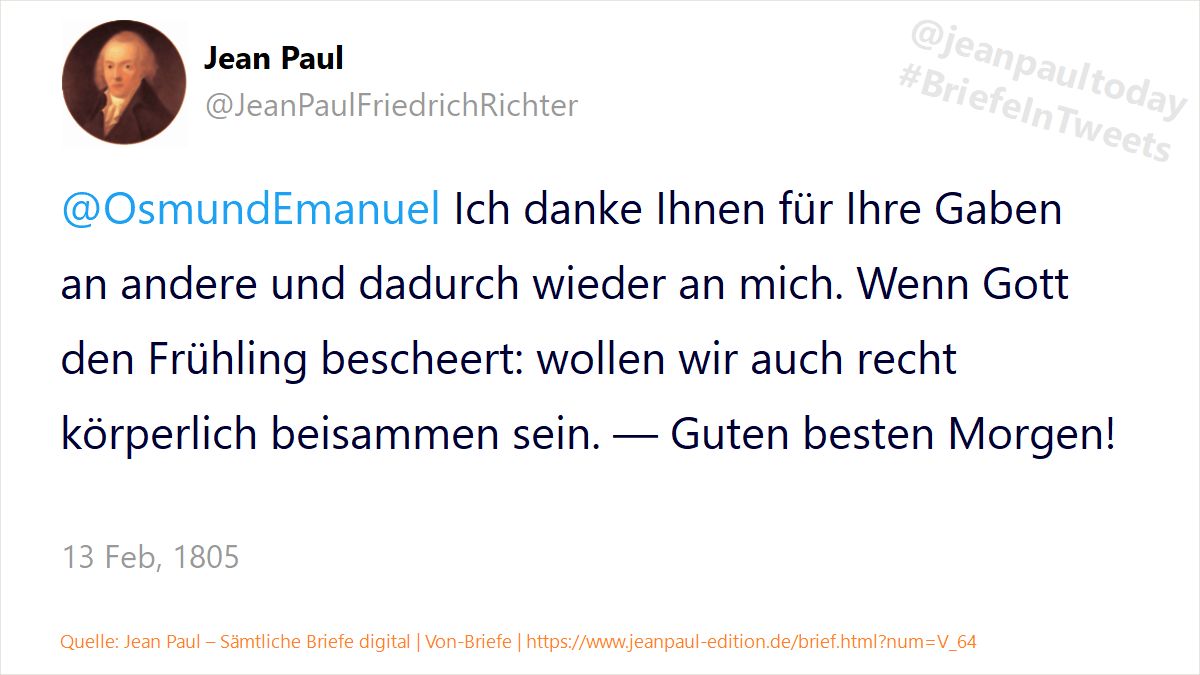 Jean Paul
@JeanPaulFriedrichRichter
@jeanpaultoday
#BriefeInTweets
@OsmundEmanuel Ich danke Ihnen für Ihre Gaben
an andere und dadurch wieder an mich. Wenn Gott
den Frühling bescheert: wollen wir auch recht
körperlich beisammen sein. — Guten besten Morgen!
13 Feb, 1805
Quelle: Jean Paul – Sämtliche Briefe digital | Von-Briefe | https://www.jeanpaul-edition.de/brief.html?num=V_64